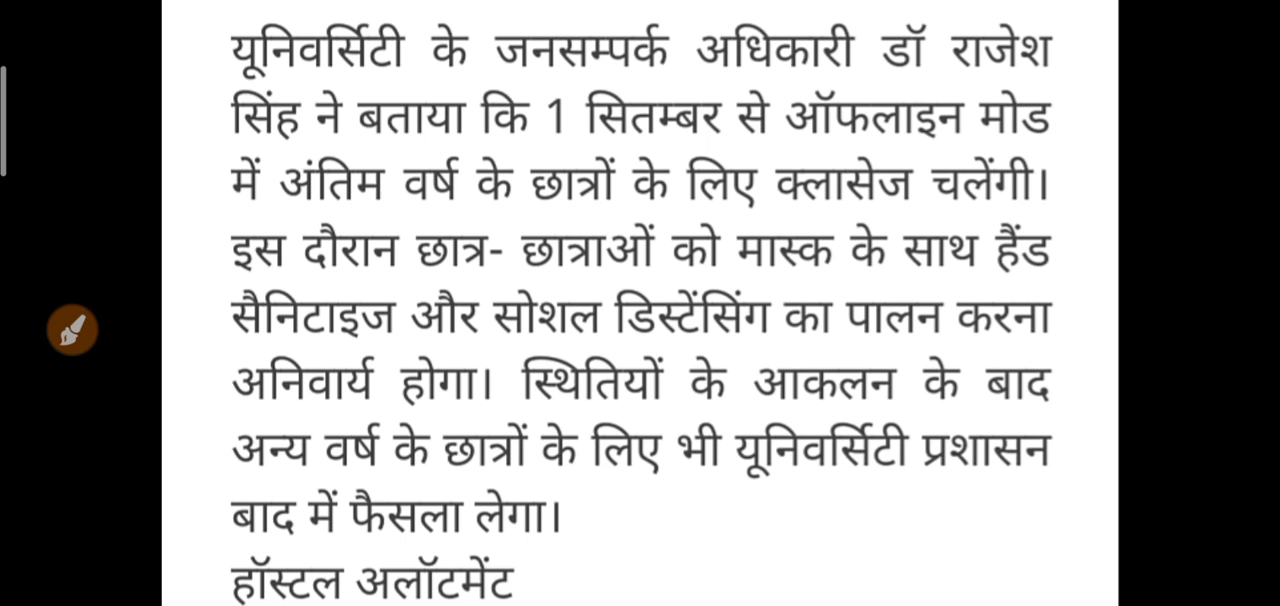 यूनिवर्सिटी के जनसम्पर्क अधिकारी डॉ राजेश
सिंह ने बताया कि 1 सितम्बर से ऑफलाइन मोड
में अंतिम वर्ष के छात्रों के लिए क्लासेज चलेंगी।
इस दौरान छात्र- छात्राओं को मास्क के साथ हैंड
सैनिटाइज और सोशल डिस्टेंसिंग का पालन करना
अनिवार्य होगा। स्थितियों के आकलन के बाद
अन्य वर्ष के छात्रों के लिए भी यूनिवर्सिटी प्रशासन
बाद में फैसला लेगा।
हॉस्टल अलॉटमेंट